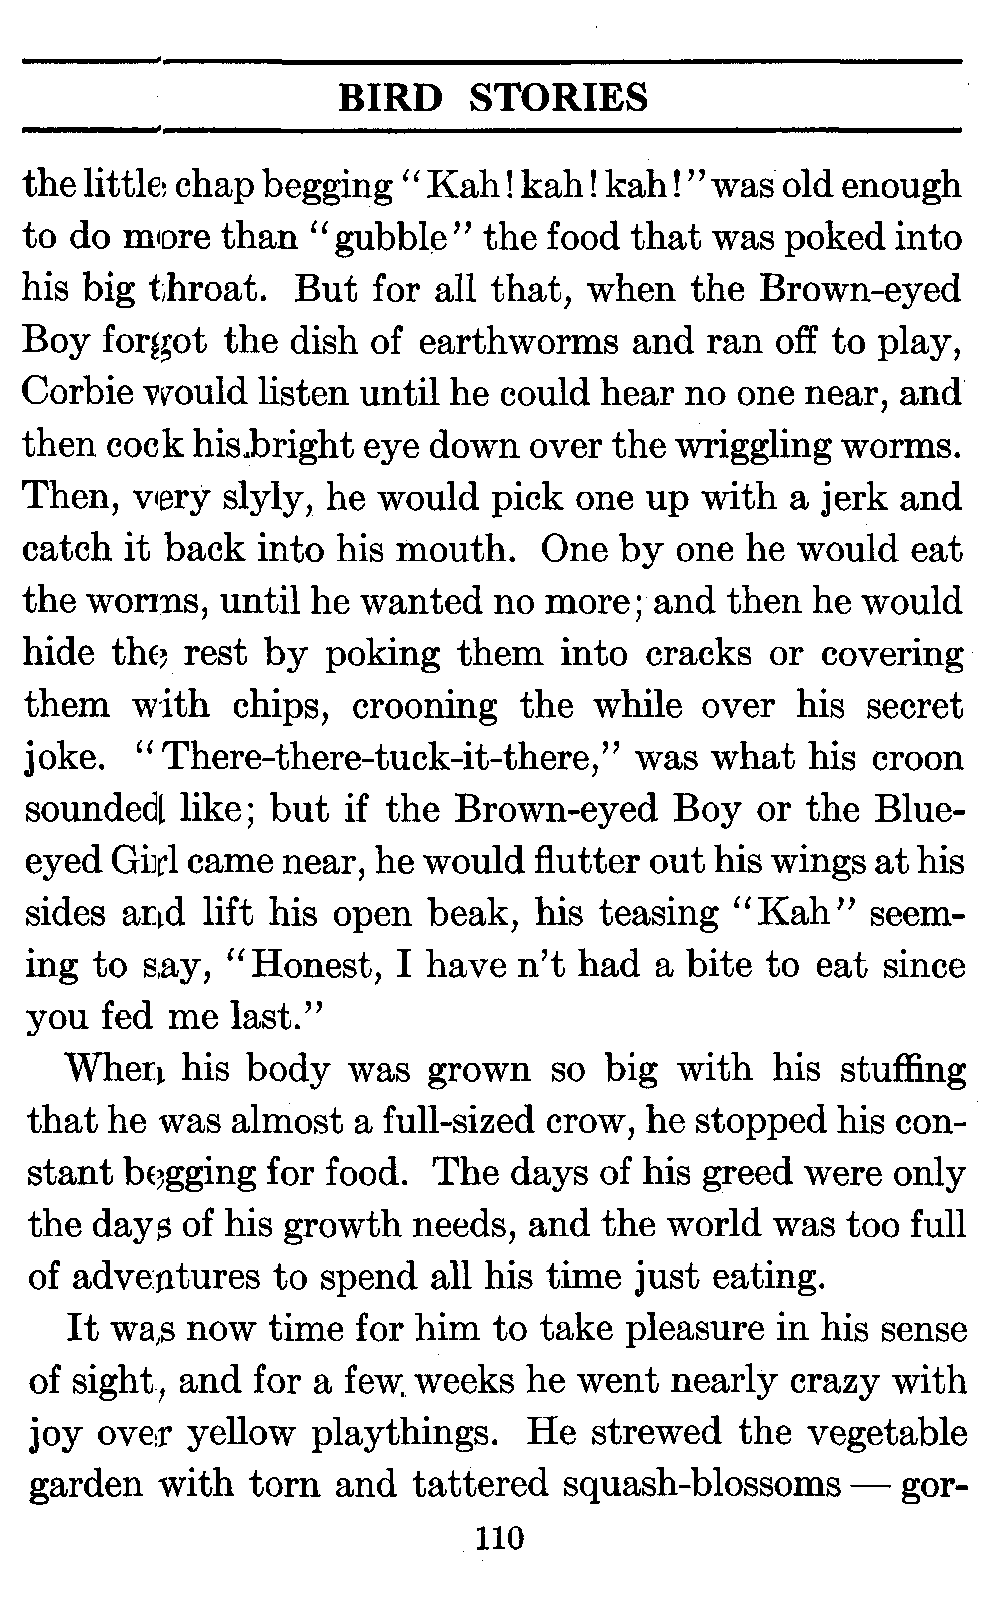 BIRD STORIES
the little chap begging "Kah! kah! kah!" was old enough
to do more than "gubble" the food that was poked into
his big throat. But for all that, when the Brown-eyed
Boy forgot the dish of earthworms and ran off to play,
Corbie would listen until he could hear no one near, and
then cock his bright eye down over the wriggling worms.
Then, very slyly, he would pick one up with a jerk and
catch it back into his mouth. One by one he would eat
the worms, until he wanted no more; and then he would
hide the rest by poking them into cracks or covering
them with chips, crooning the while over his secret
joke. "There-there-tuck-it-there," was what his croon
sounded like; but if the Brown-eyed Boy or the Blue-
eyed Girl came near, he would flutter out his wings at his
sides and lift his open beak, his teasing "Kah" seem-
ing to say, "Honest, I have n't had a bite to eat since
you fed me last."
When his body was grown so big with his stuffing
that he was almost a full-sized crow, he stopped his con-
stant begging for food. The days of his greed were only
the days of his growth needs, and the world was too full
of adventures to spend all his time just eating.
It was now time for him to take pleasure in his sense
of sight, and for a few weeks he went nearly crazy with
joy over yellow playthings. He strewed the vegetable
garden with torn and tattered squash-blossoms — gor-
110